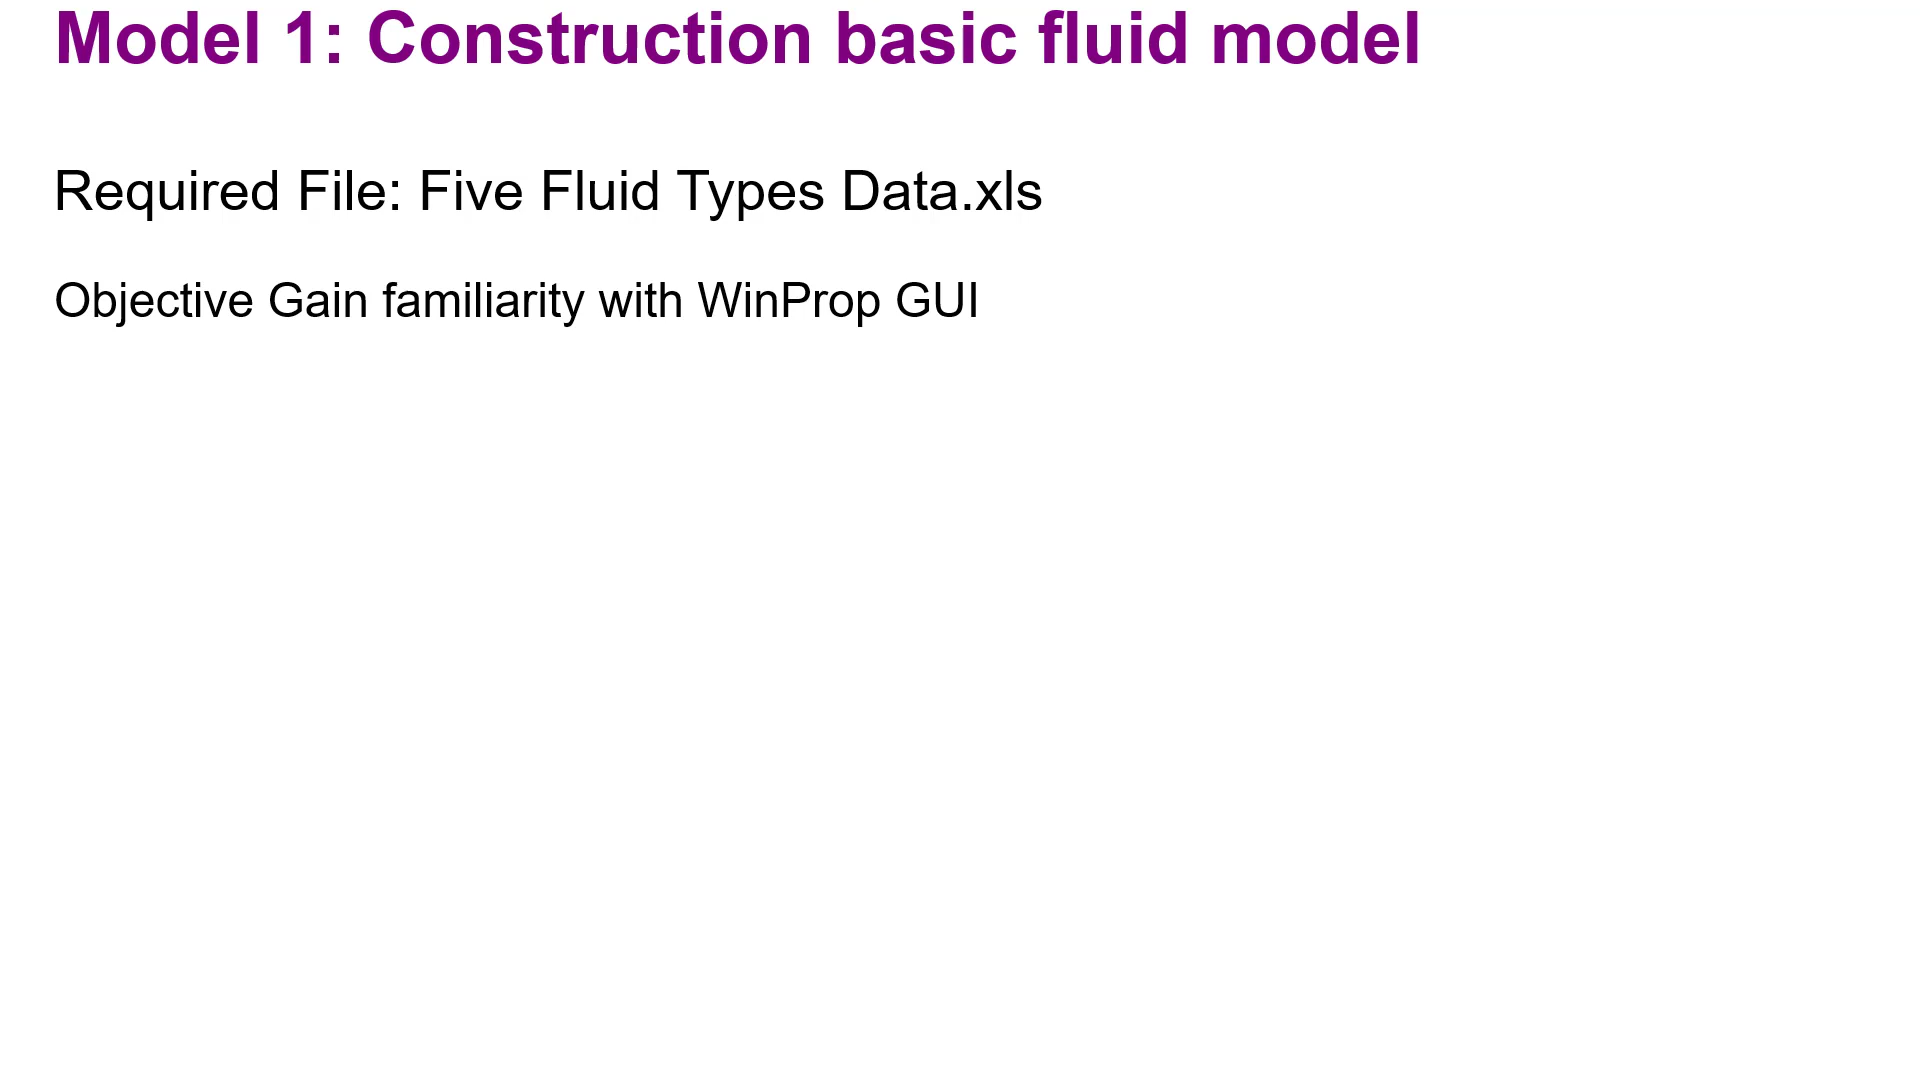 Model 1: Construction basic fluid model
Required File: Five Fluid Types Data.xls
Objective Gain familiarity with WinProp GUI